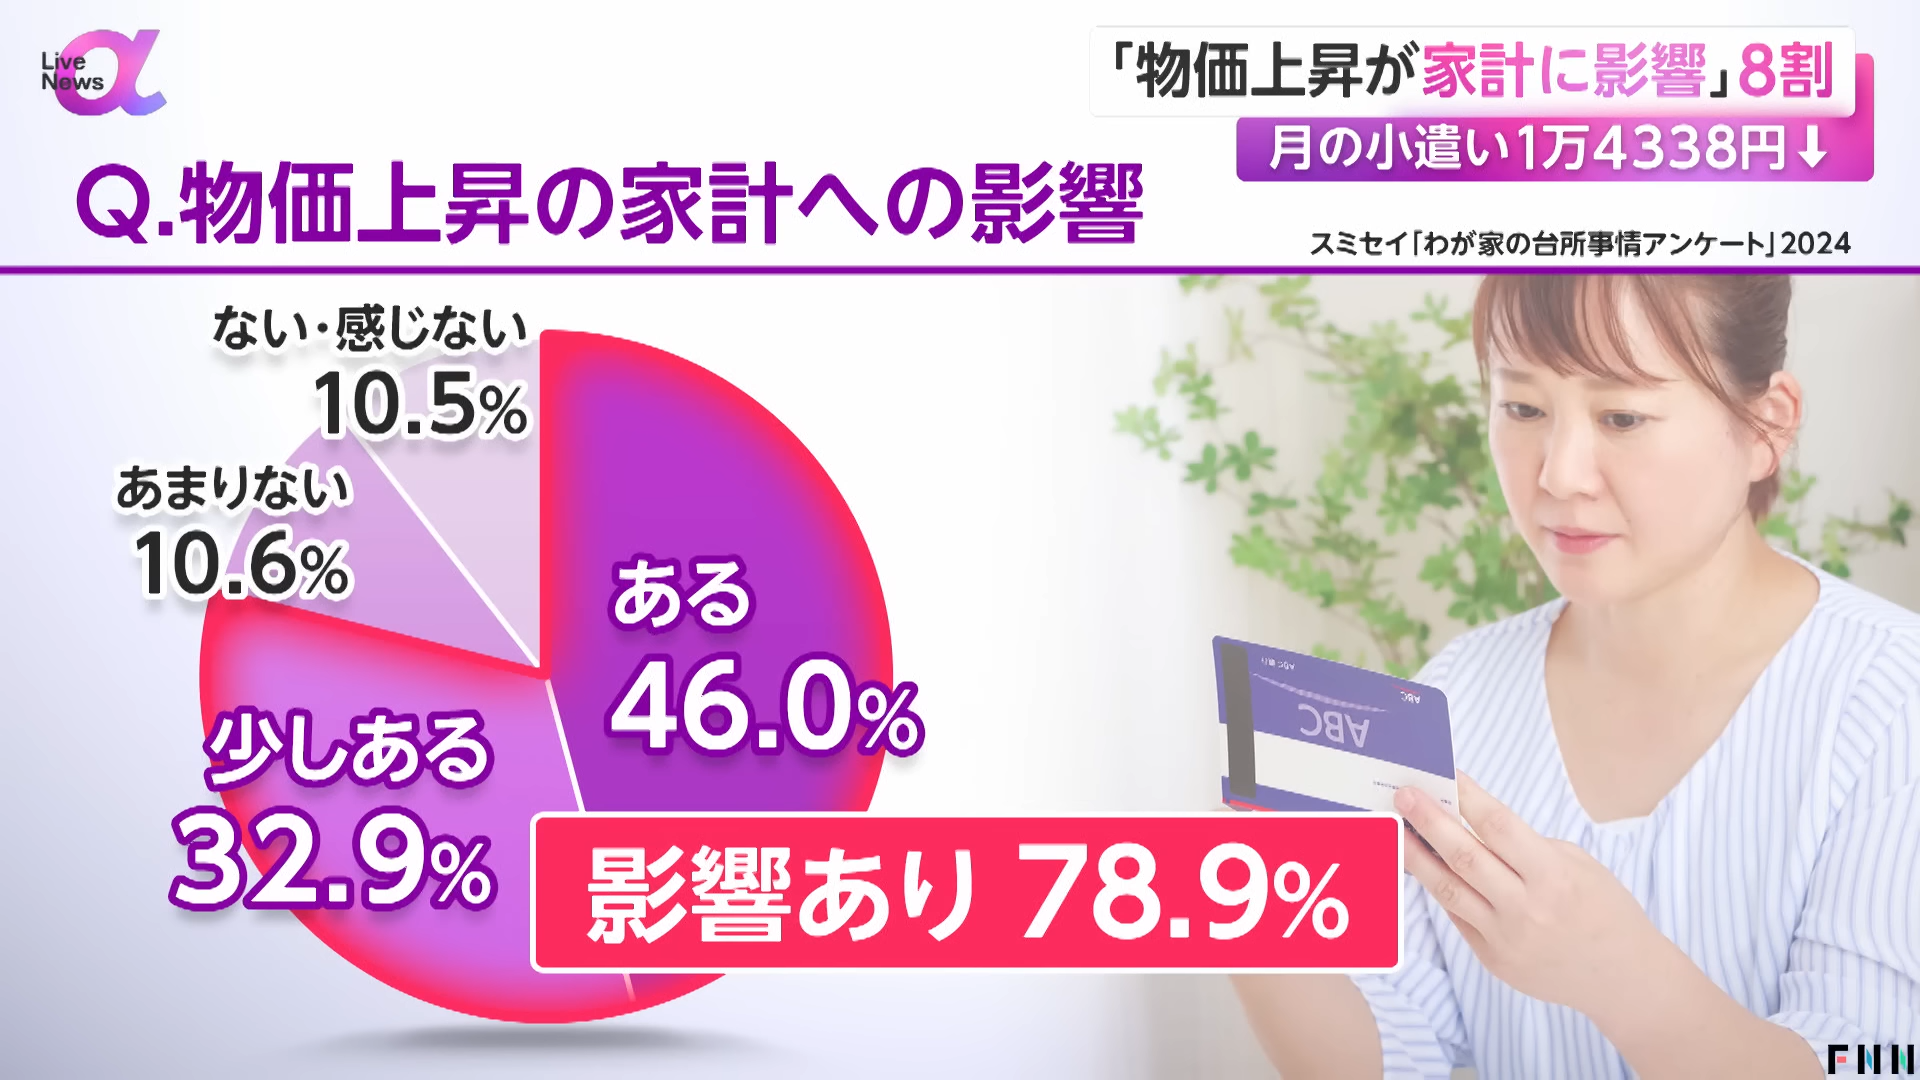 Live
News
「物価上昇が家計に影響」8割
月の小遣い1万4338円↓
Q.物価上昇の家計への影響
スミセイ「わが家の台所事情アンケート」2024
ない・感じない
10.5%
あまりない
10.6%
ある
46.0%
少しある
32.9%
影響あり 78.9%
ABC
ABC
FNN